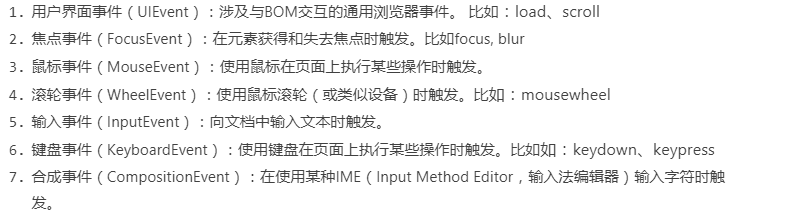 1. 用户界面事件（UIEvent）：涉及与BOM交互的通用浏览器事件。 比如：load、scroll
2. 焦点事件（FocusEvent）：在元素获得和失去焦点时触发。比如focus, blur
3. 鼠标事件（MouseEvent）：使用鼠标在页面上执行某些操作时触发。
4. 滚轮事件（WheelEvent）：使用鼠标滚轮（或类似设备）时触发。比如：mousewheel
5. 输入事件（InputEvent）：向文档中输入文本时触发。
6. 键盘事件（KeyboardEvent）：使用键盘在页面上执行某些操作时触发。比如如：keydown、keypress
7. 合成事件（CompositionEvent）：在使用某种IME（Input Method Editor，输入法编辑器）输入字符时触
发。